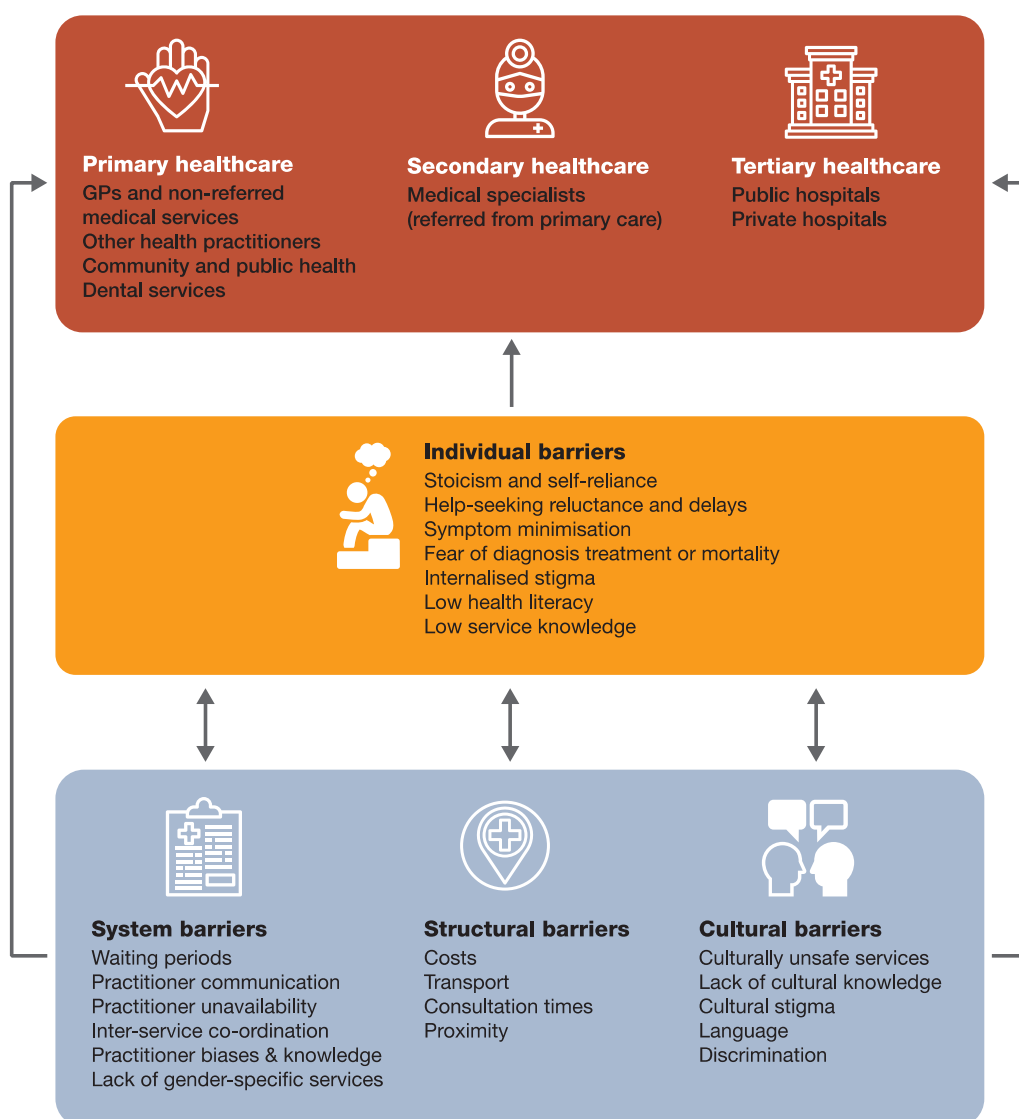 Primary healthcare
GPs and non-referred
medical services
Other health practitioners
Community and public health
Dental services
Secondary healthcare
Medical specialists
(referred from primary care)
Tertiary healthcare
Public hospitals
Private hospitals
Individual barriers
Stoicism and self-reliance
Help-seeking reluctance and delays
Symptom minimisation
Fear of diagnosis treatment or mortality
Internalised stigma
Low health literacy
Low service knowledge
System barriers
Waiting periods
Practitioner communication
Practitioner unavailability
Inter-service co-ordination
Practitioner biases & knowledge
Lack of gender-specific services
Structural barriers
Costs
Transport
Consultation times
Proximity
Cultural barriers
Culturally unsafe services
Lack of cultural knowledge
Cultural stigma
Language
Discrimination